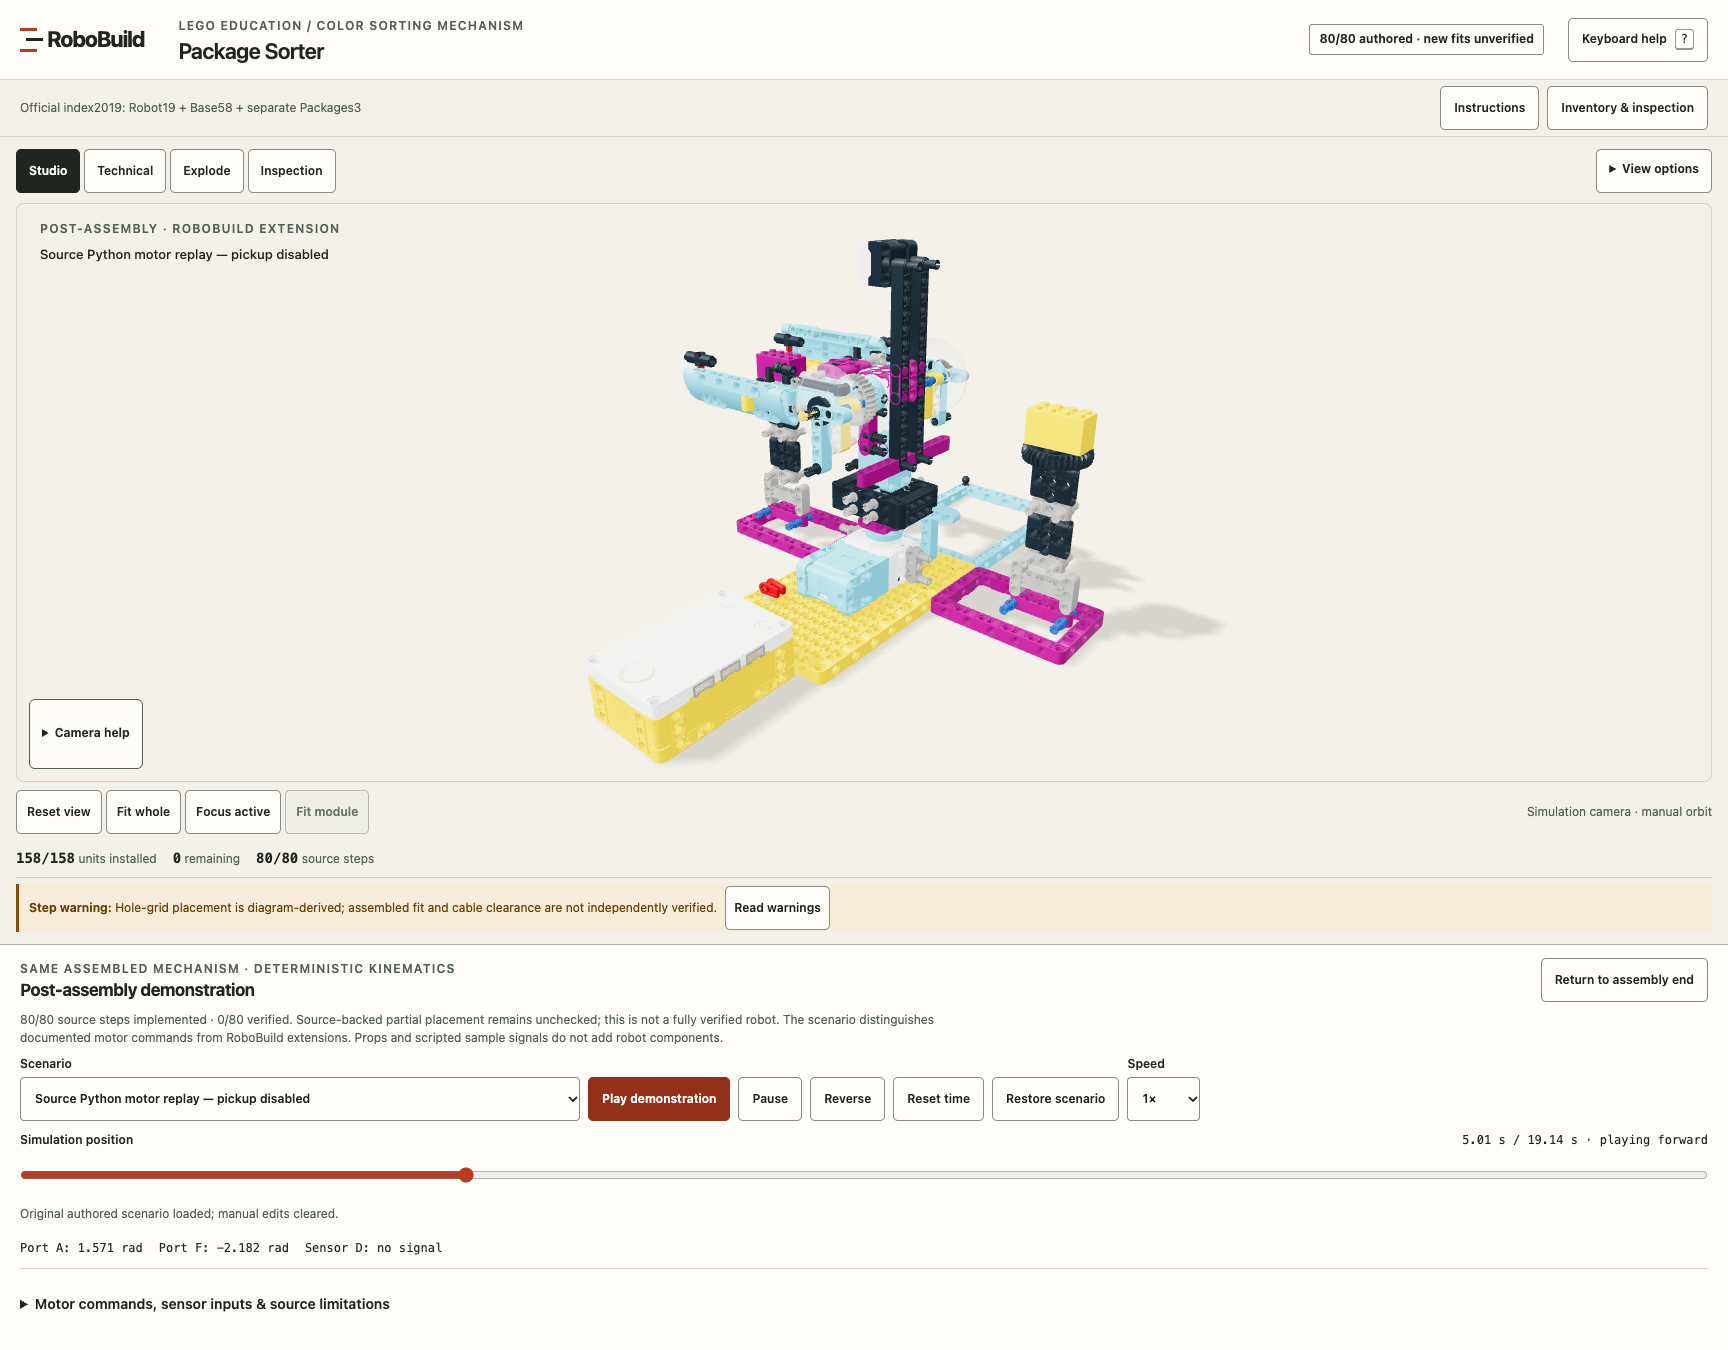 RoboBuild
LEGO EDUCATION / COLOR SORTING MECHANISM
Package Sorter
80/80 authored · new fits unverified
Keyboard help ?
Official index2019: Robot19 + Base58 + separate Packages3
Instructions
Inventory & inspection
Studio
Technical
Explode
Inspection
▶ View options
POST-ASSEMBLY · ROBOBUILD EXTENSION
Source Python motor replay — pickup disabled
▶ Camera help
Reset view
Fit whole
Focus active
Fit module
Simulation camera · manual orbit
158/158 units installed 0 remaining 80/80 source steps
Step warning: Hole-grid placement is diagram-derived; assembled fit and cable clearance are not independently verified.
Read warnings
SAME ASSEMBLED MECHANISM · DETERMINISTIC KINEMATICS
Post-assembly demonstration
Return to assembly end
80/80 source steps implemented · 0/80 verified. Source-backed partial placement remains unchecked; this is not a fully verified robot. The scenario distinguishes
documented motor commands from RoboBuild extensions. Props and scripted sample signals do not add robot components.
Scenario
Speed
Source Python motor replay — pickup disabled
Play demonstration
Pause
Reverse
Reset time
Restore scenario
1×
Simulation position
5.01 s / 19.14 s · playing forward
Original authored scenario loaded; manual edits cleared.
Port A: 1.571 rad Port F: −2.182 rad Sensor D: no signal
▶ Motor commands, sensor inputs & source limitations